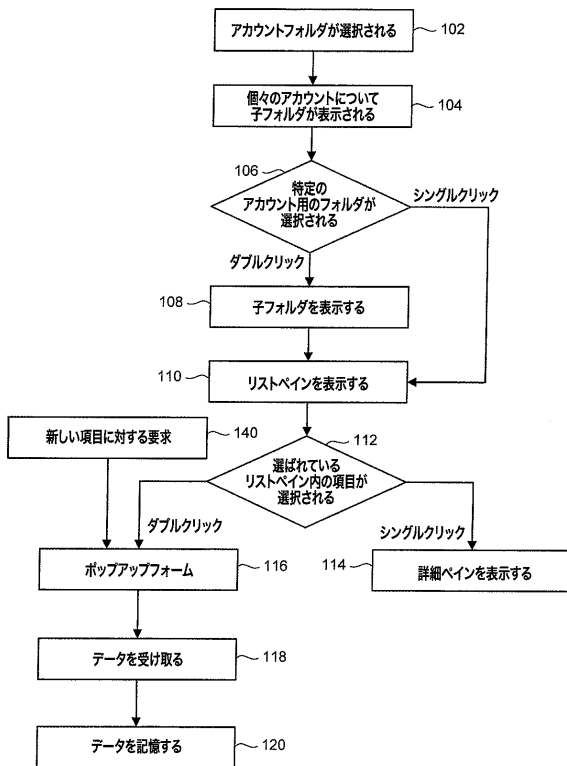 アカウントフォルダが選択される
102
個々のアカウントについて
子フォルダが表示される
104
106
特定の
アカウント用のフォルダが
選択される
シングルクリック
ダブルクリック
108
子フォルダを表示する
110
リストペインを表示する
新しい項目に対する要求
140
112
選ばれている
リストペイン内の項目が
選択される
ダブルクリック
シングルクリック
ポップアップフォーム
116
114
詳細ペインを表示する
データを受け取る
118
データを記憶する
120